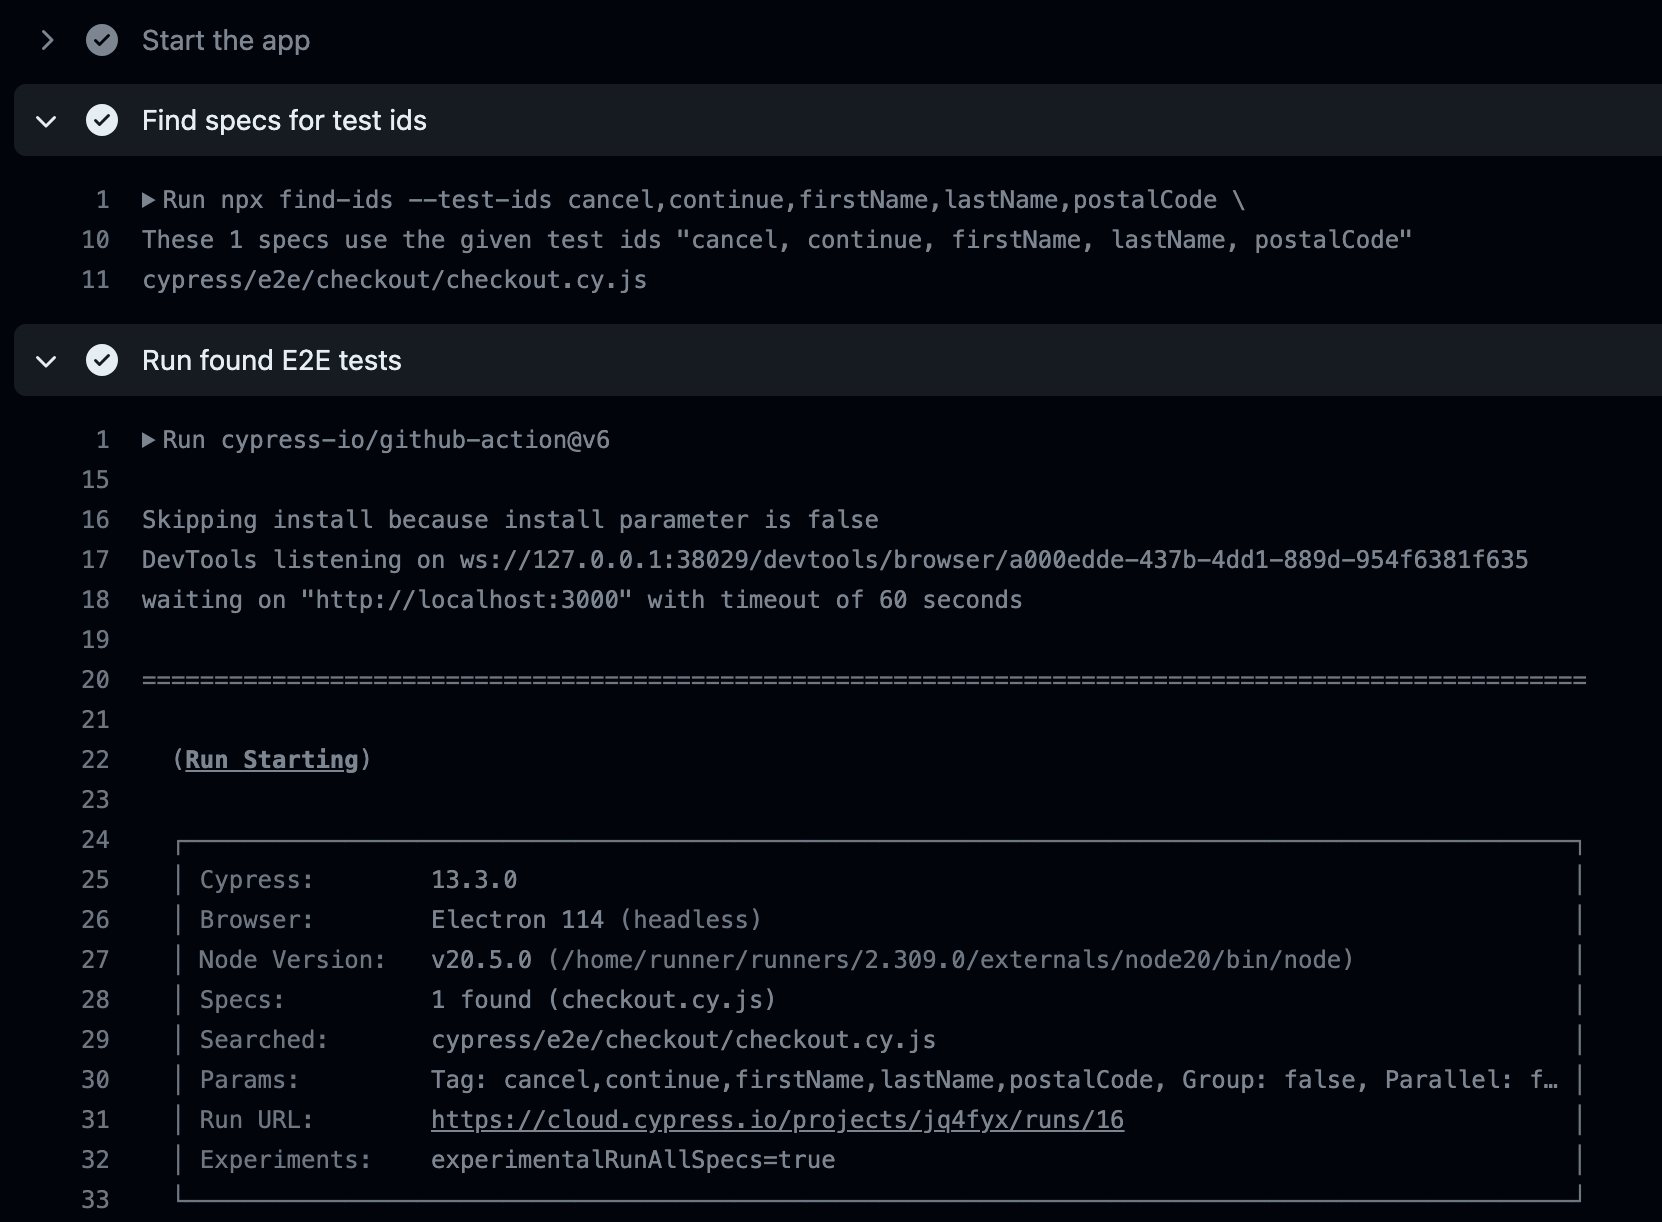 Start the app
Find specs for test ids
1 ▶ Run npx find-ids --test-ids cancel,continue,firstName,lastName,postalCode \
10 These 1 specs use the given test ids "cancel, continue, firstName, lastName, postalCode"
11 cypress/e2e/checkout/checkout.cy.js
Run found E2E tests
1 ▶ Run cypress-io/github-action@v6
15
16 Skipping install because install parameter is false
17 DevTools listening on ws://127.0.0.1:38029/devtools/browser/a000edde-437b-4dd1-889d-954f6381f635
18 waiting on "http://localhost:3000" with timeout of 60 seconds
19
20 ====================================================================================================
21
22 (Run Starting)
23
24
25 │ Cypress: 13.3.0 │
26 │ Browser: Electron 114 (headless) │
27 │ Node Version: v20.5.0 (/home/runner/runners/2.309.0/externals/node20/bin/node) │
28 │ Specs: 1 found (checkout.cy.js) │
29 │ Searched: cypress/e2e/checkout/checkout.cy.js │
30 │ Params: Tag: cancel,continue,firstName,lastName,postalCode, Group: false, Parallel: f… │
31 │ Run URL: https://cloud.cypress.io/projects/jq4fyx/runs/16 │
32 │ Experiments: experimentalRunAllSpecs=true │
33